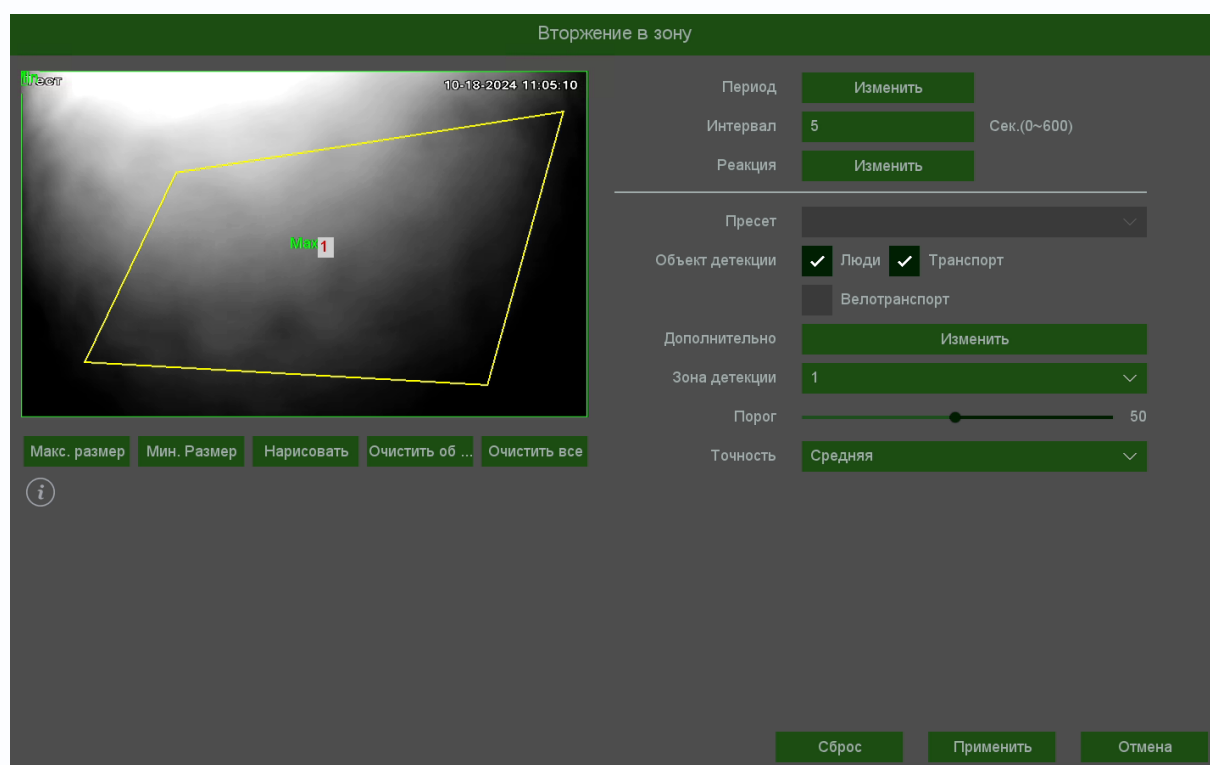 Вторжение в зону
10-18-2024 11:05:10
Max 1
Макс. размер Мин. Размер Нарисовать Очистить об ... Очистить все
Период Изменить
Интервал 5 Сек.(0~600)
Реакция Изменить
Пресет
Объект детекции Люди Транспорт
Велотранспорт
Дополнительно Изменить
Зона детекции 1
Порог 50
Точность Средняя
Сброс Применить Отмена